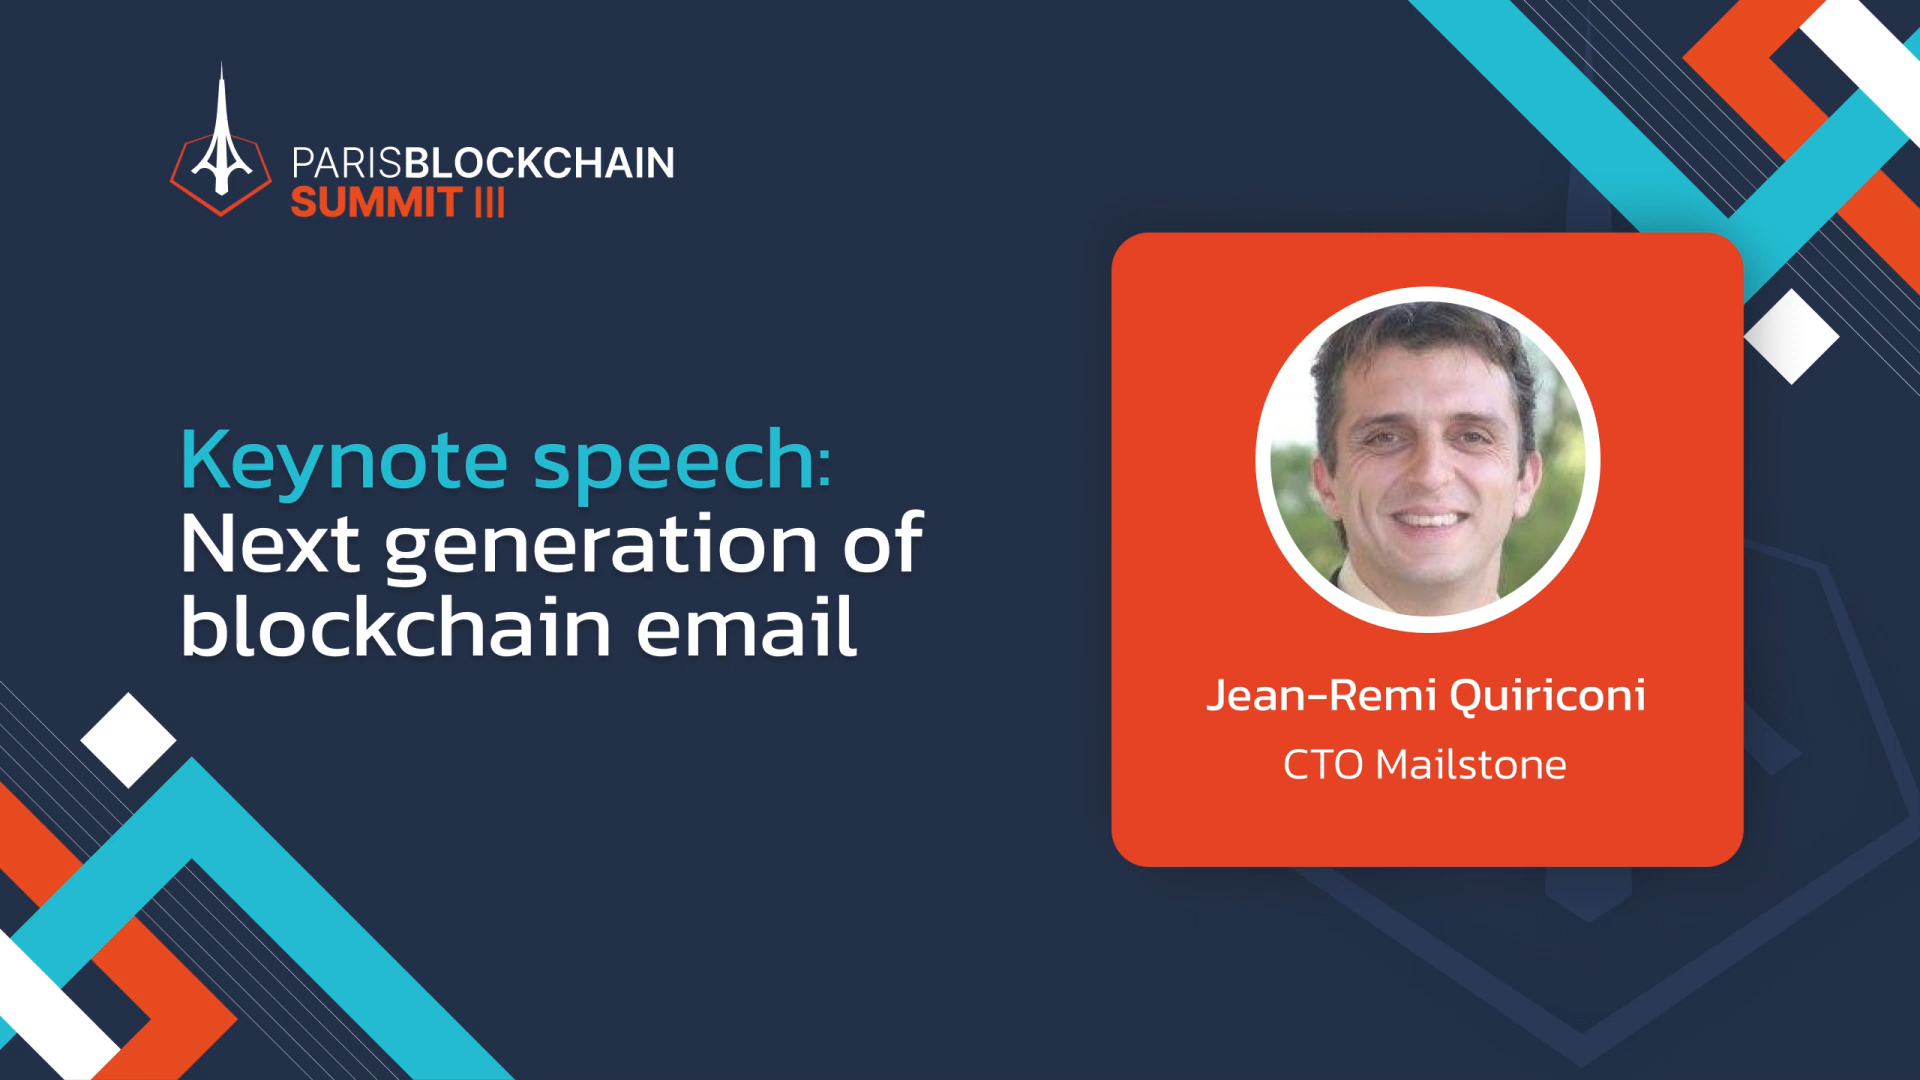 PARISBLOCKCHAIN
SUMMIT III
Keynote speech:
Next generation of
blockchain email
Jean-Remi Quiriconi
CTO Mailstone